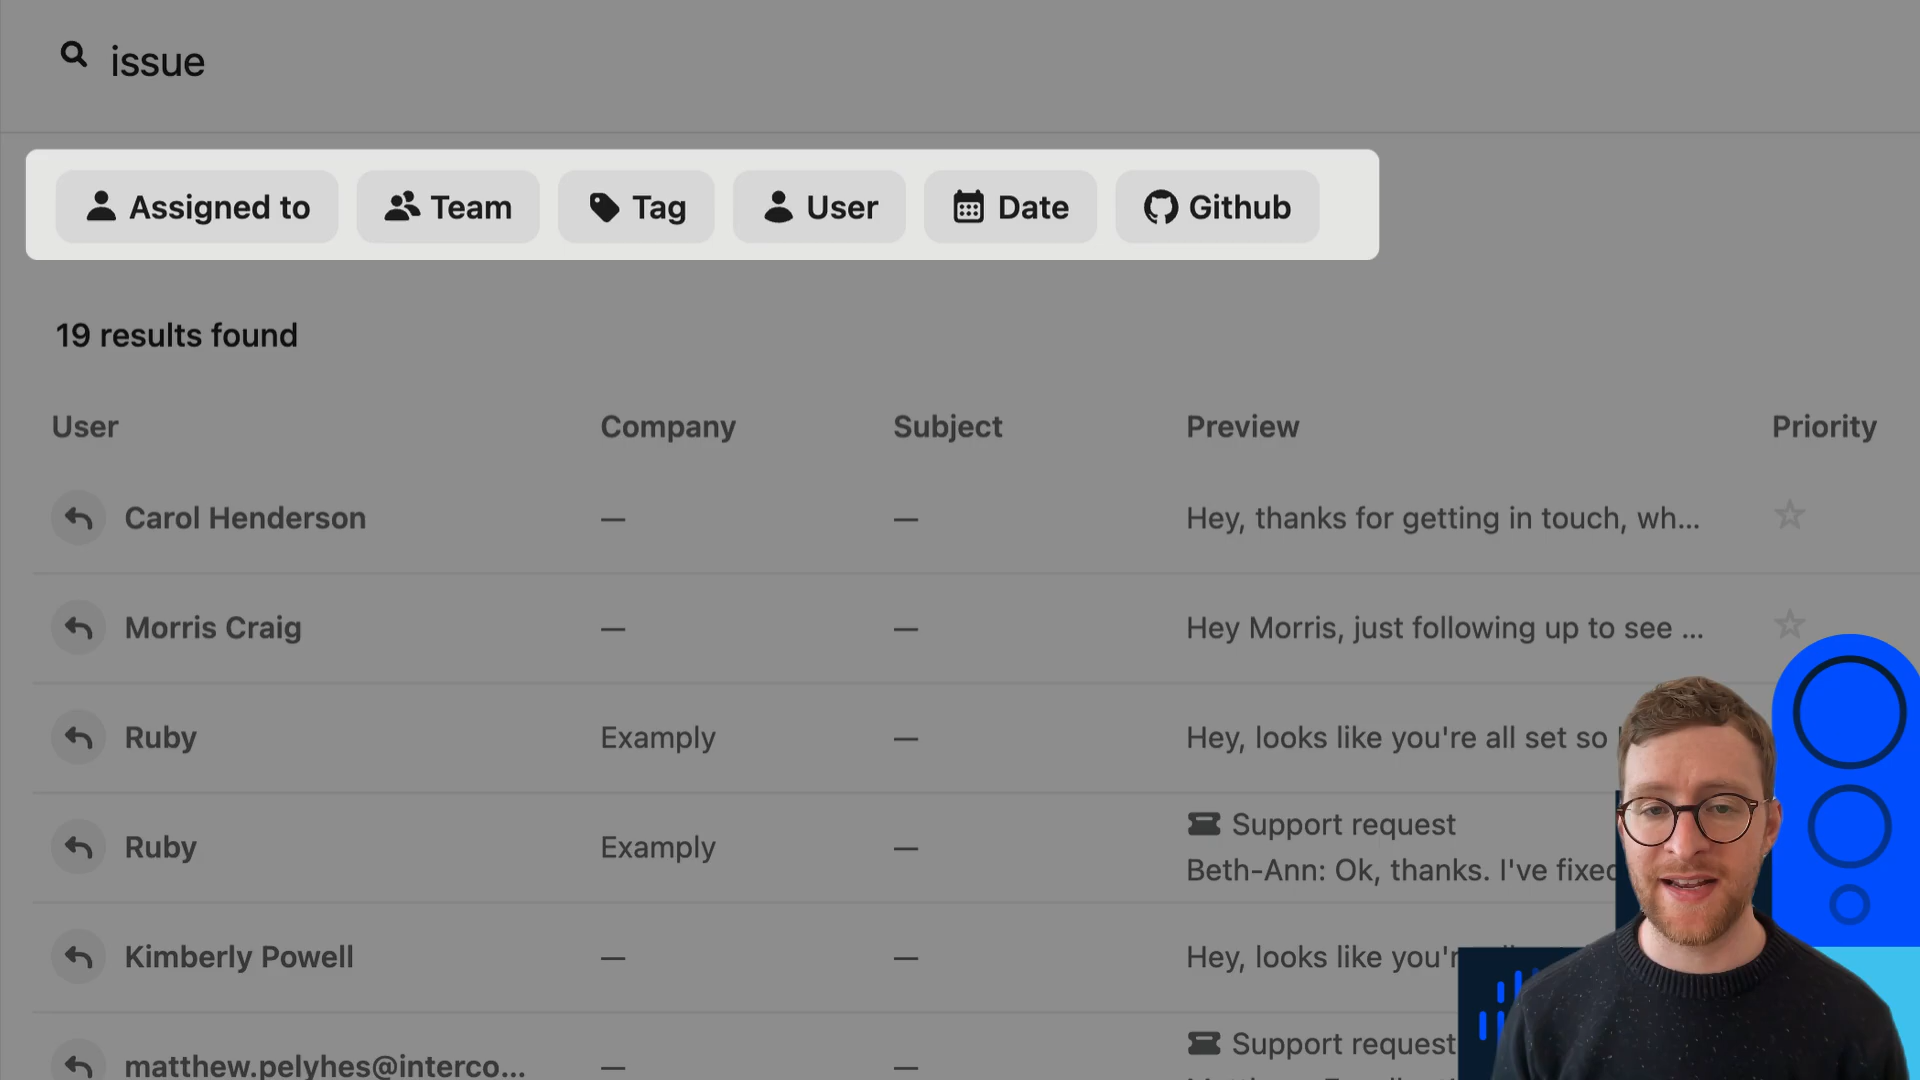 issue
Assigned to Team Tag User Date Github
19 results found
User Company Subject Preview Priority
Carol Henderson — — Hey, thanks for getting in touch, wh...
Morris Craig — — Hey Morris, just following up to see ...
Ruby Examply — Hey, looks like you're all set so
Support request
Ruby Examply — Beth-Ann: Ok, thanks. I've fixed
Kimberly Powell — — Hey, looks like you'r
Support request
matthew.pelyhes@interco... — —